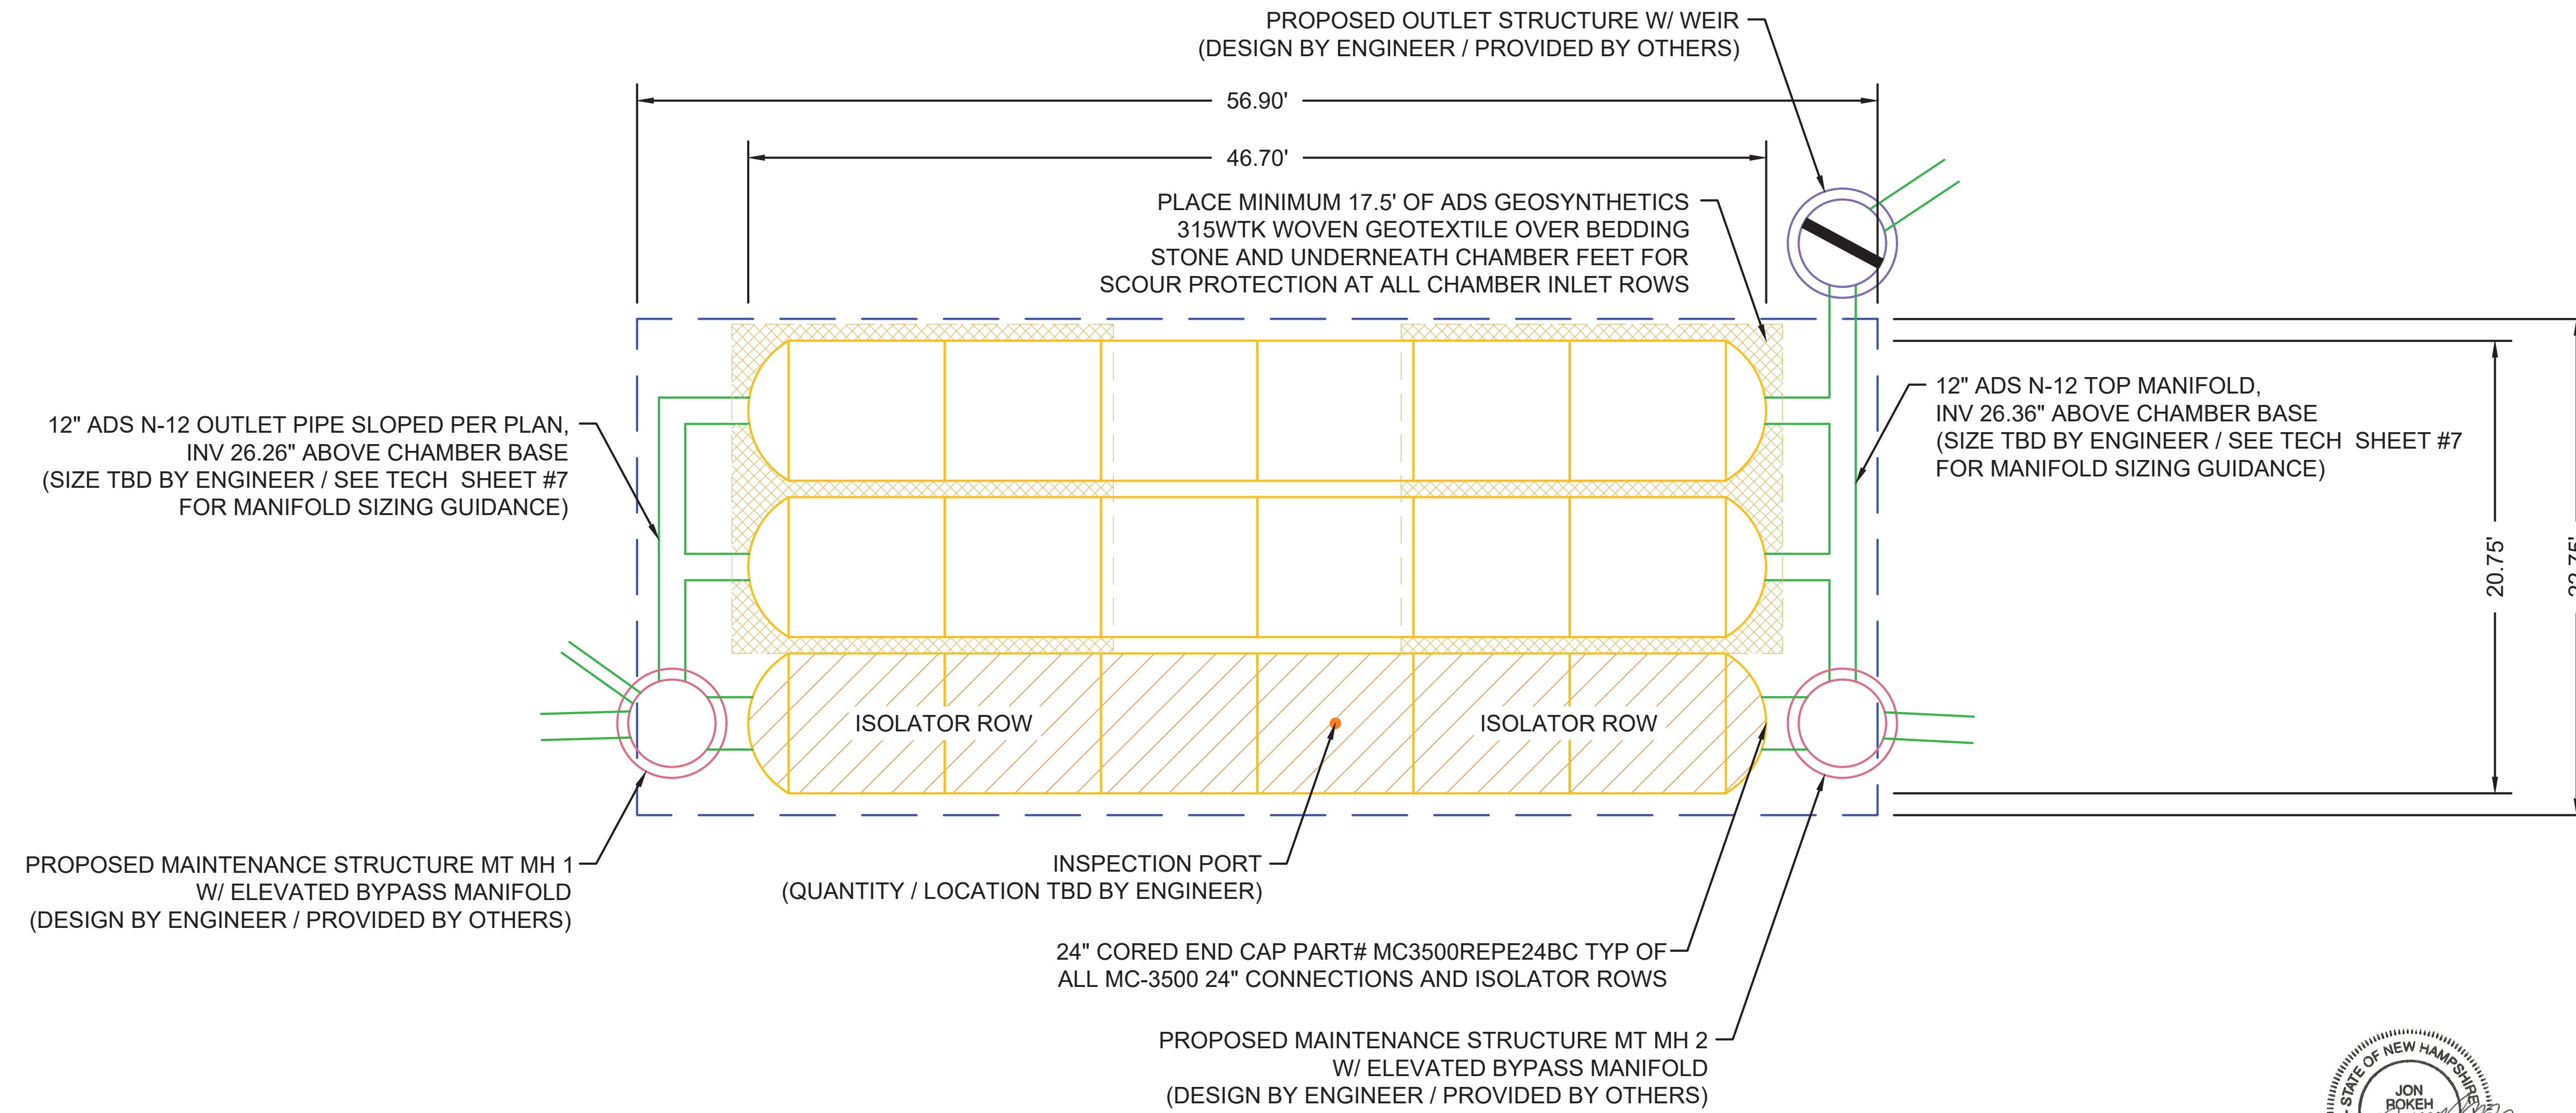 PROPOSED OUTLET STRUCTURE W/ WEIR
(DESIGN BY ENGINEER / PROVIDED BY OTHERS)
56.90'
46.70'
PLACE MINIMUM 17.5' OF ADS GEOSYNTHETICS
315WTK WOVEN GEOTEXTILE OVER BEDDING
STONE AND UNDERNEATH CHAMBER FEET FOR
SCOUR PROTECTION AT ALL CHAMBER INLET ROWS
12" ADS N-12 OUTLET PIPE SLOPED PER PLAN,
INV 26.26" ABOVE CHAMBER BASE
(SIZE TBD BY ENGINEER / SEE TECH SHEET #7
FOR MANIFOLD SIZING GUIDANCE)
12" ADS N-12 TOP MANIFOLD,
INV 26.36" ABOVE CHAMBER BASE
(SIZE TBD BY ENGINEER / SEE TECH SHEET #7
FOR MANIFOLD SIZING GUIDANCE)
20.75'
ISOLATOR ROW
ISOLATOR ROW
PROPOSED MAINTENANCE STRUCTURE MT MH 1
W/ ELEVATED BYPASS MANIFOLD
(DESIGN BY ENGINEER / PROVIDED BY OTHERS)
INSPECTION PORT
(QUANTITY / LOCATION TBD BY ENGINEER)
24" CORED END CAP PART# MC3500REPE24BC TYP OF
ALL MC-3500 24" CONNECTIONS AND ISOLATOR ROWS
PROPOSED MAINTENANCE STRUCTURE MT MH 2
W/ ELEVATED BYPASS MANIFOLD
(DESIGN BY ENGINEER / PROVIDED BY OTHERS)
STATE OF NEW HAMPSHIRE
JON
ROKEH